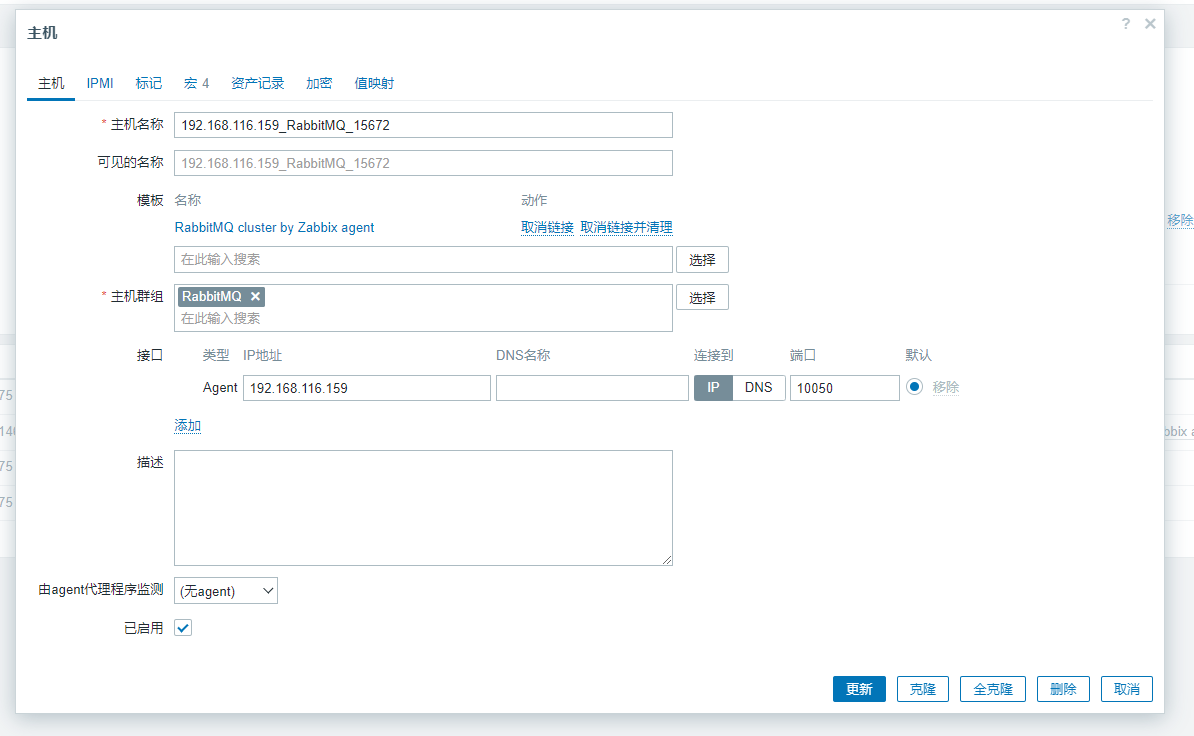 主机
? ×
主机 IPMI 标记 宏 4 资产记录 加密 值映射
* 主机名称 192.168.116.159_RabbitMQ_15672
可见的名称 192.168.116.159_RabbitMQ_15672
模板 名称 动作
RabbitMQ cluster by Zabbix agent 取消链接 取消链接并清理
移除
在此输入搜索 选择
* 主机群组 RabbitMQ × 选择
在此输入搜索
接口 类型 IP地址 DNS名称 连接到 端口 默认
Agent 192.168.116.159 IP DNS 10050 移除
75
添加
14
bbix a
描述
75
75
由agent代理程序监测 (无agent)
已启用
更新 克隆 全克隆 删除 取消